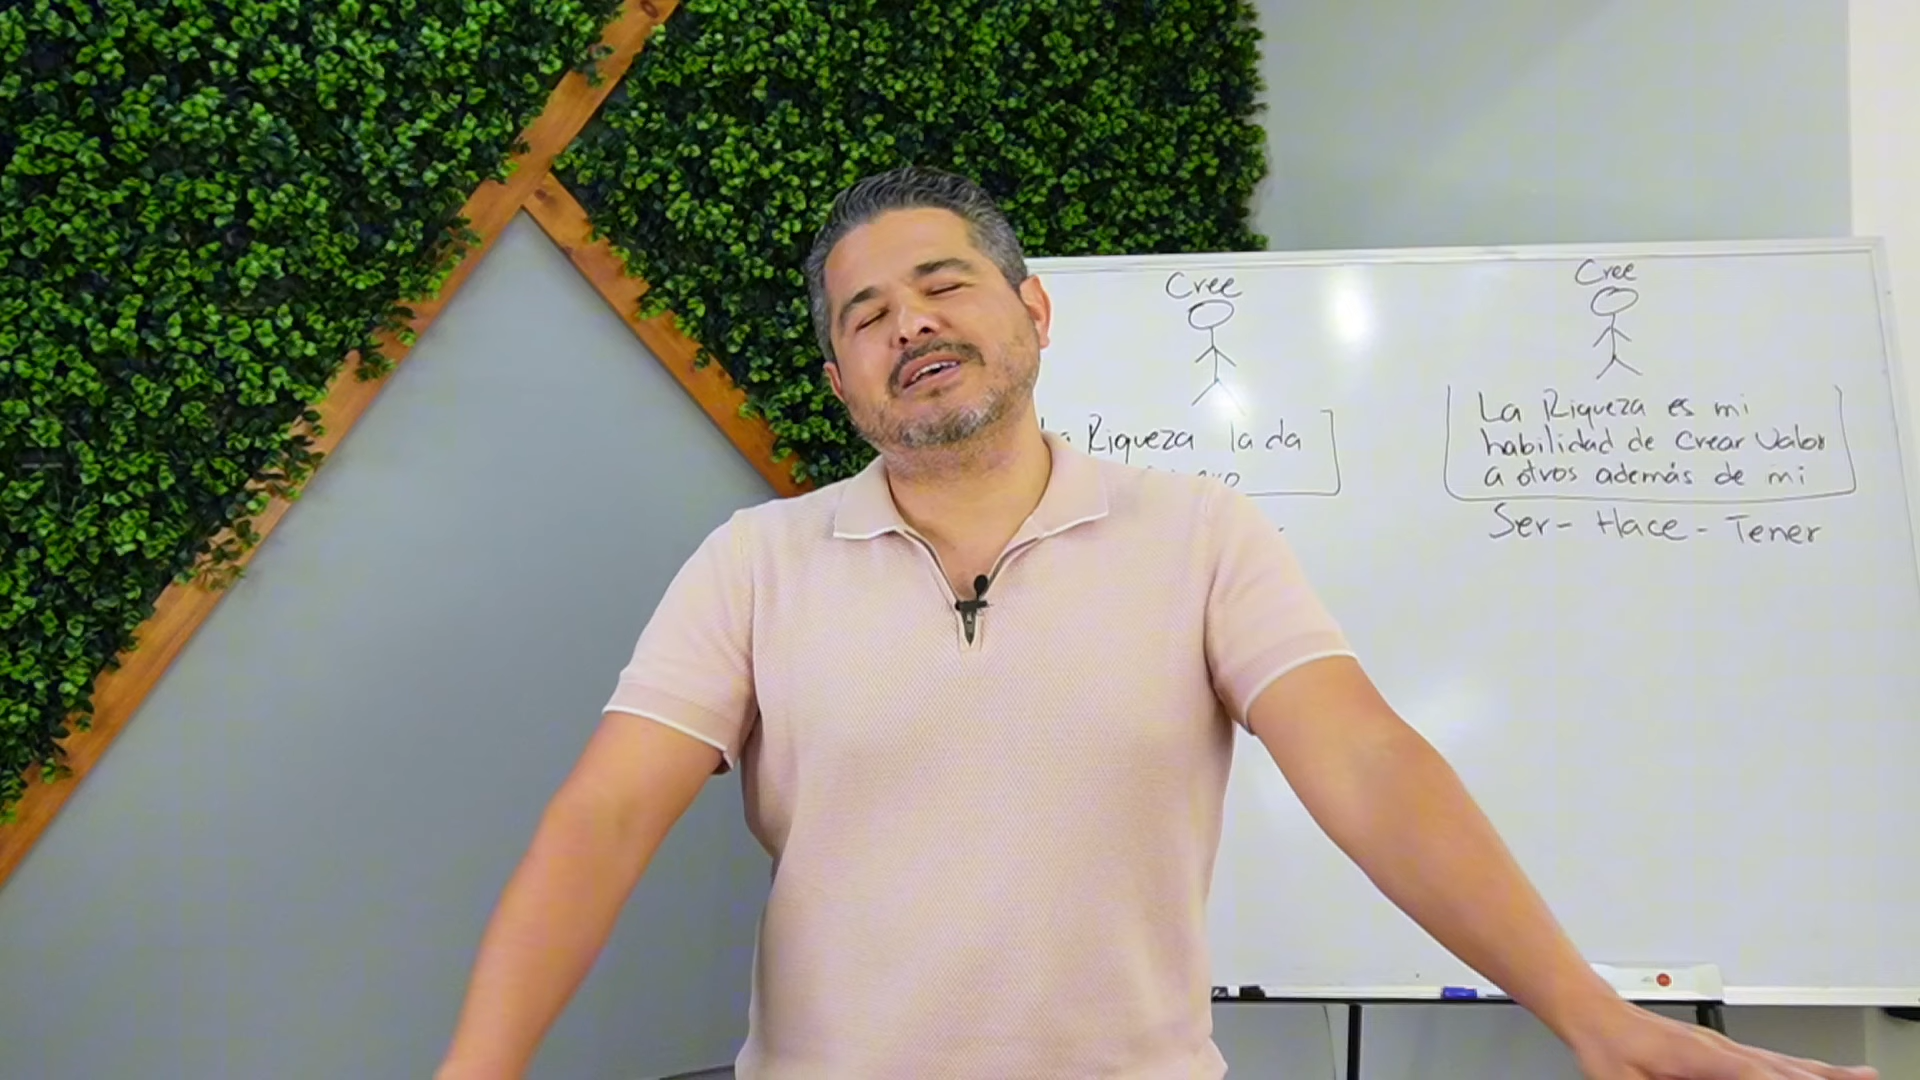 Cree
Riqueza la da
Cree
La Riqueza es mi
habilidad de Crear Valor
a otros además de mi
Ser - Hace - Tener